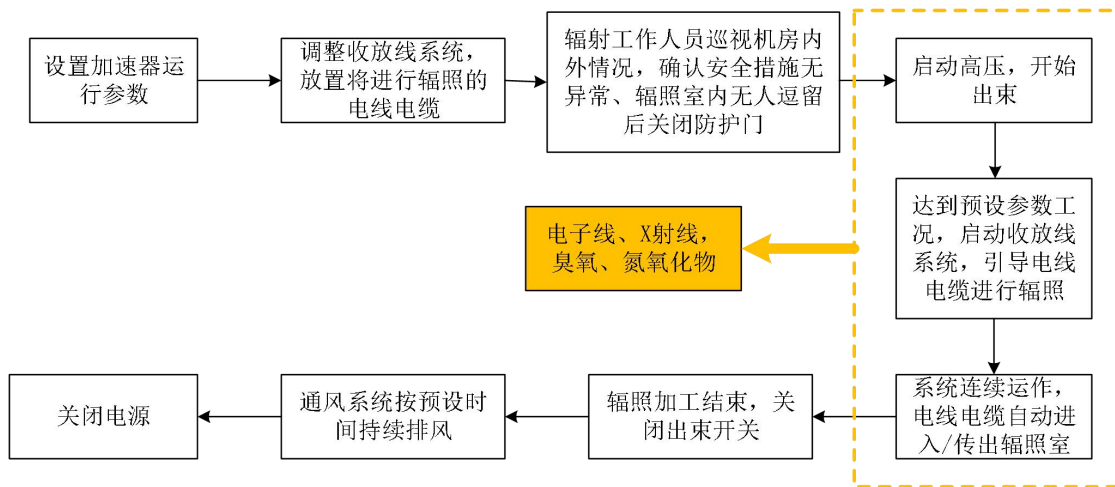 设置加速器运
行参数
调整收放线系统，
放置将进行辐照的
电线电缆
辐射工作人员巡视机房内
外情况，确认安全措施无
异常、辐照室内无人逗留
后关闭防护门
启动高压，开始
出束
达到预设参数工
况，启动收放线
系统，引导电线
电缆进行辐照
电子线、X射线，
臭氧、氮氧化物
系统连续运作，
电线电缆自动进
入/传出辐照室
辐照加工结束，关
闭出束开关
通风系统按预设时
间持续排风
关闭电源